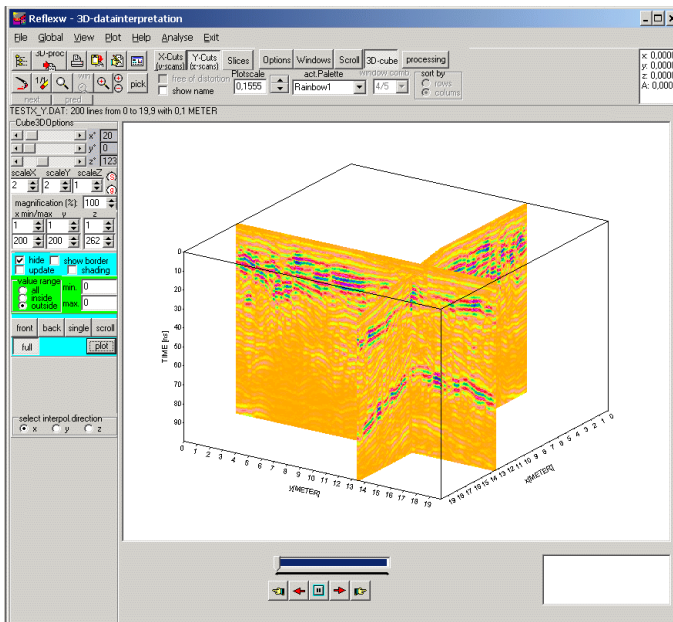 Reflexw - 3D-datainterpretation
File Global View Plot Help Analyse Exit
3D-proc X-Cuts (y-scans) Y-Cuts (x-scans) Slices Options Windows Scroll 3D-cube processing
x: 0,000
y: 0,000
z: 0,000
A: 0,000
1/2 win pick free of distortion Plotscale act.Palette window comb sort by
show name 0,1555 Rainbow1 4/5 rows
colums
next pred
TESTX_Y.DAT: 200 lines from 0 to 19,9 with 0,1 METER
Cube3DOptions
x° 20
y° 0
z° 123
scaleX scaleY scaleZ
2 2 1
magnification (%): 100
x min/max y z
1 1 1
200 200 262
hide show border
update shading
value range
all min. 0
inside
outside max. 0
front back single scroll
full plot
select interpol.direction
x y z
TIME [ns]
0
10
20
30
40
50
60
70
80
90
0 1 2 3 4 5 6 7 8 9 10 11 12 13 14 15 16 17 18 19
y[METER]
19 18 17 16 15 14 13 12 11 10 9 8 7 6 5 4 3 2 1 0
x[METER]